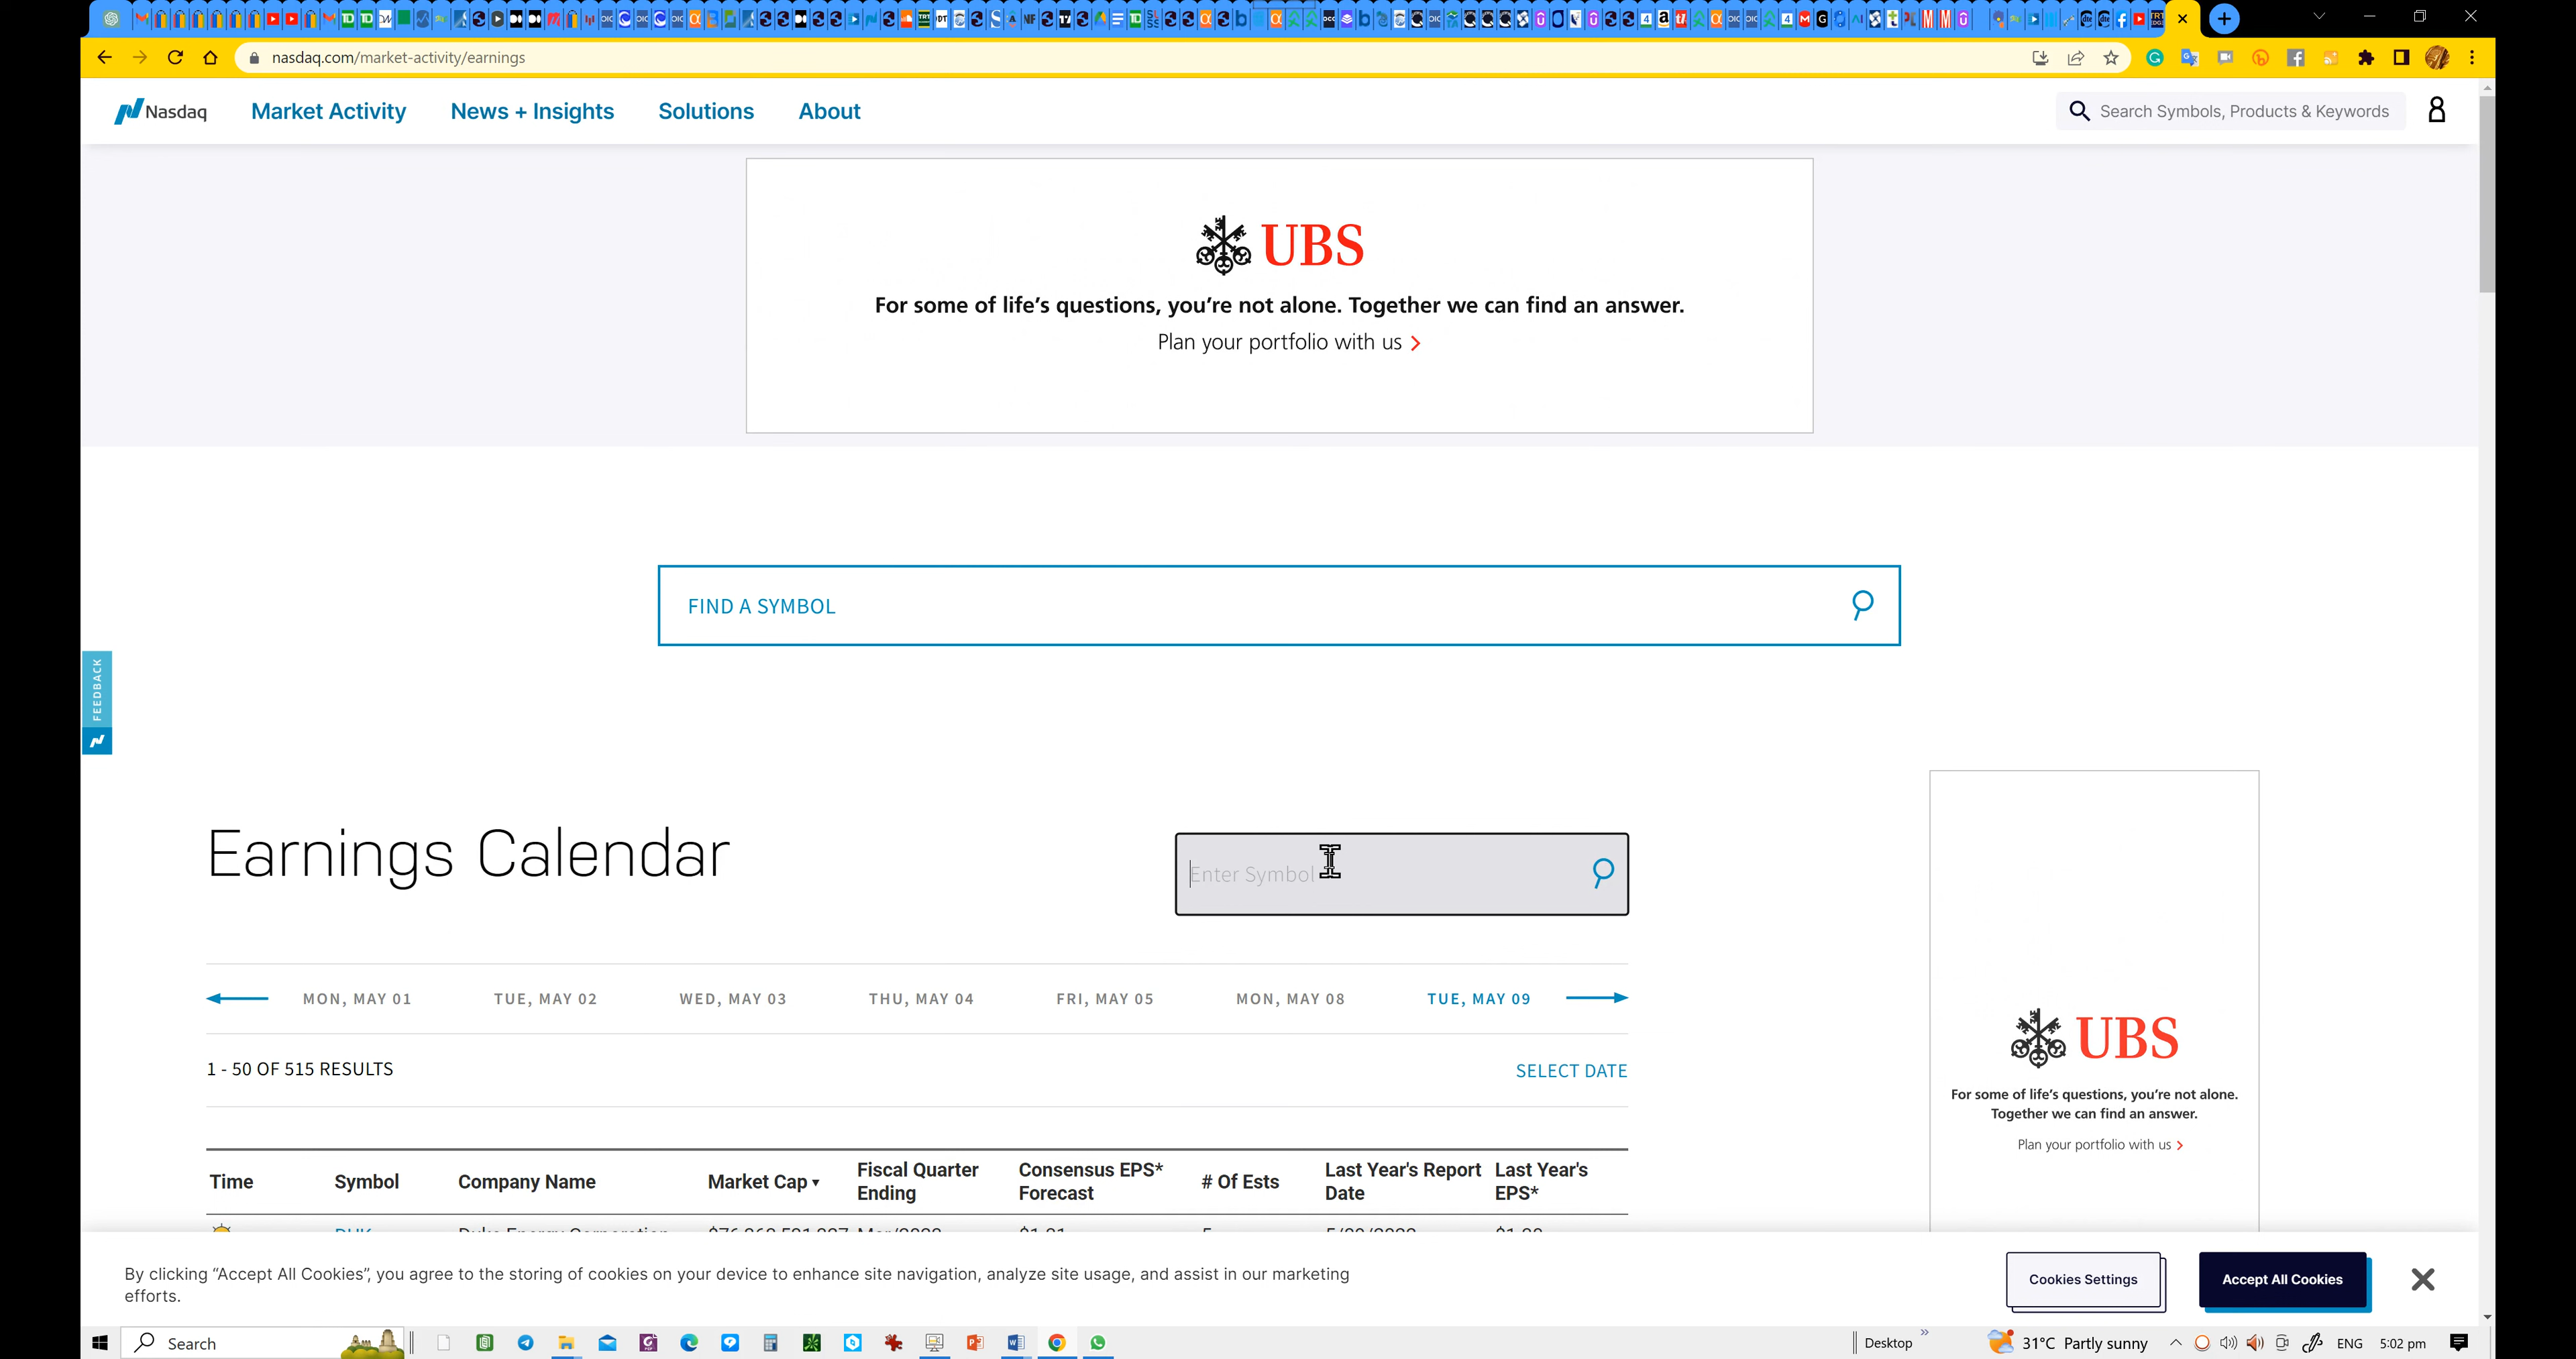 nasdaq.com/market-activity/earnings
Nasdaq
Market Activity
News + Insights
Solutions
About
Search Symbols, Products & Keywords
UBS
For some of life's questions, you're not alone. Together we can find an answer.
Plan your portfolio with us
FIND A SYMBOL
FEEDBACK
Earnings Calendar
Enter Symbol
MON, MAY 01
TUE, MAY 02
WED, MAY 03
THU, MAY 04
FRI, MAY 05
MON, MAY 08
TUE, MAY 09
1 - 50 OF 515 RESULTS
SELECT DATE
Time
Symbol
Company Name
Market Cap
Fiscal Quarter
Ending
Consensus EPS*
Forecast
# Of Ests
Last Year's Report
Date
Last Year's
EPS*
UBS
For some of life's questions, you're not alone.
Together we can find an answer.
Plan your portfolio with us
By clicking “Accept All Cookies”, you agree to the storing of cookies on your device to enhance site navigation, analyze site usage, and assist in our marketing
efforts.
Cookies Settings
Accept All Cookies
Search
Desktop
31°C Partly sunny
ENG
5:02 pm